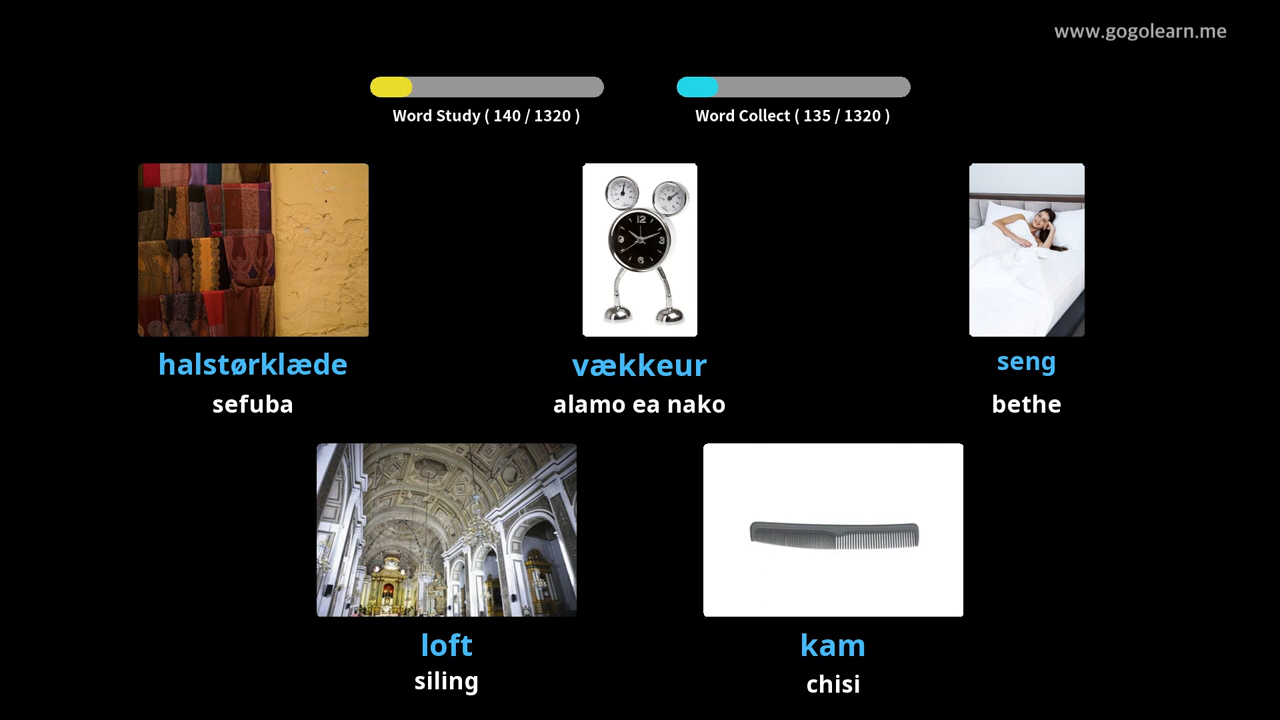 www.gogolearn.me
Word Study ( 140 / 1320 )
Word Collect ( 135 / 1320 )
halstørklæde
vækkeur
seng
sefuba
alamo ea nako
bethe
loft
kam
siling
chisi